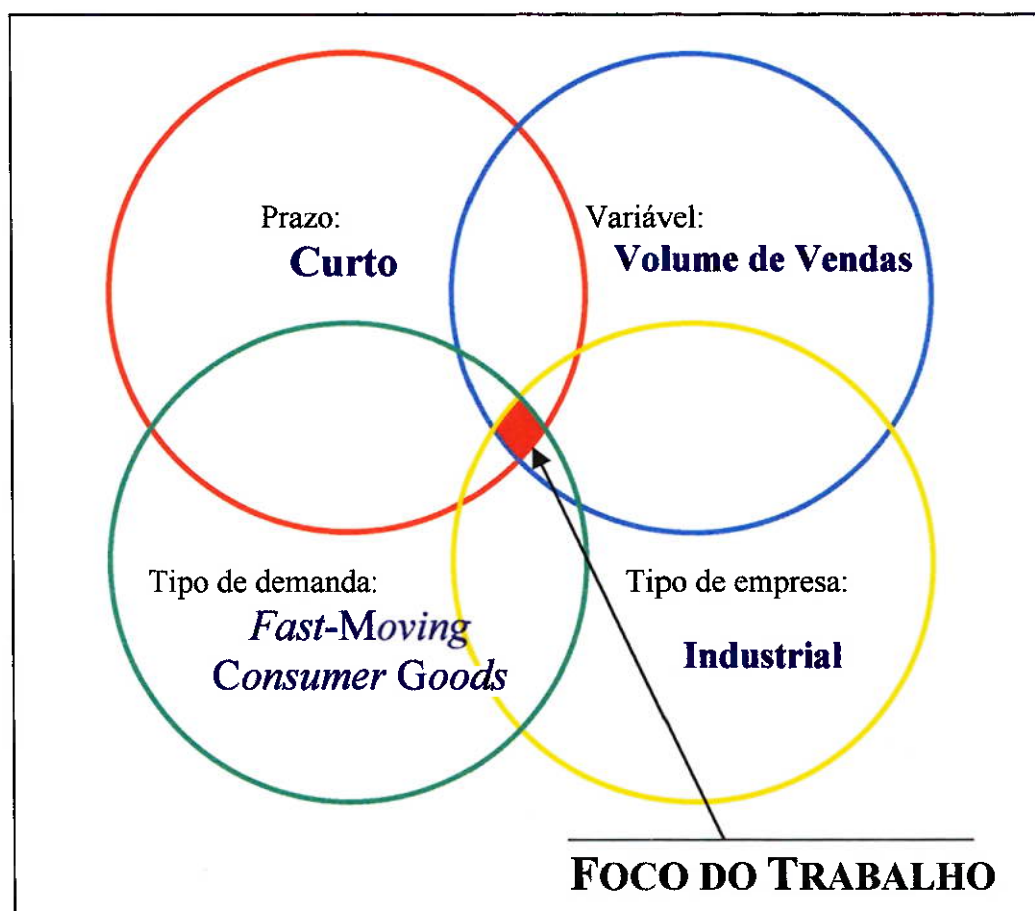 Prazo:
Curto
Variável:
Volume de Vendas
Tipo de demanda:
Fast-Moving
Consumer Goods
Tipo de empresa:
Industrial
FOCO DO TRABALHO